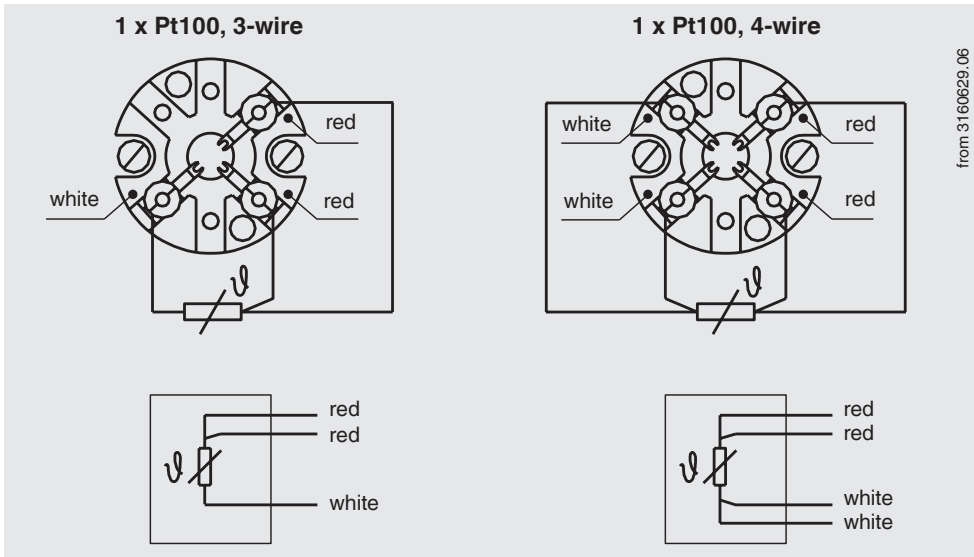 1 x Pt100, 3-wire
red
white
red
ϑ
red
red
ϑ
white
1 x Pt100, 4-wire
white
red
white
red
ϑ
red
red
ϑ
white
white
from 3160629.06